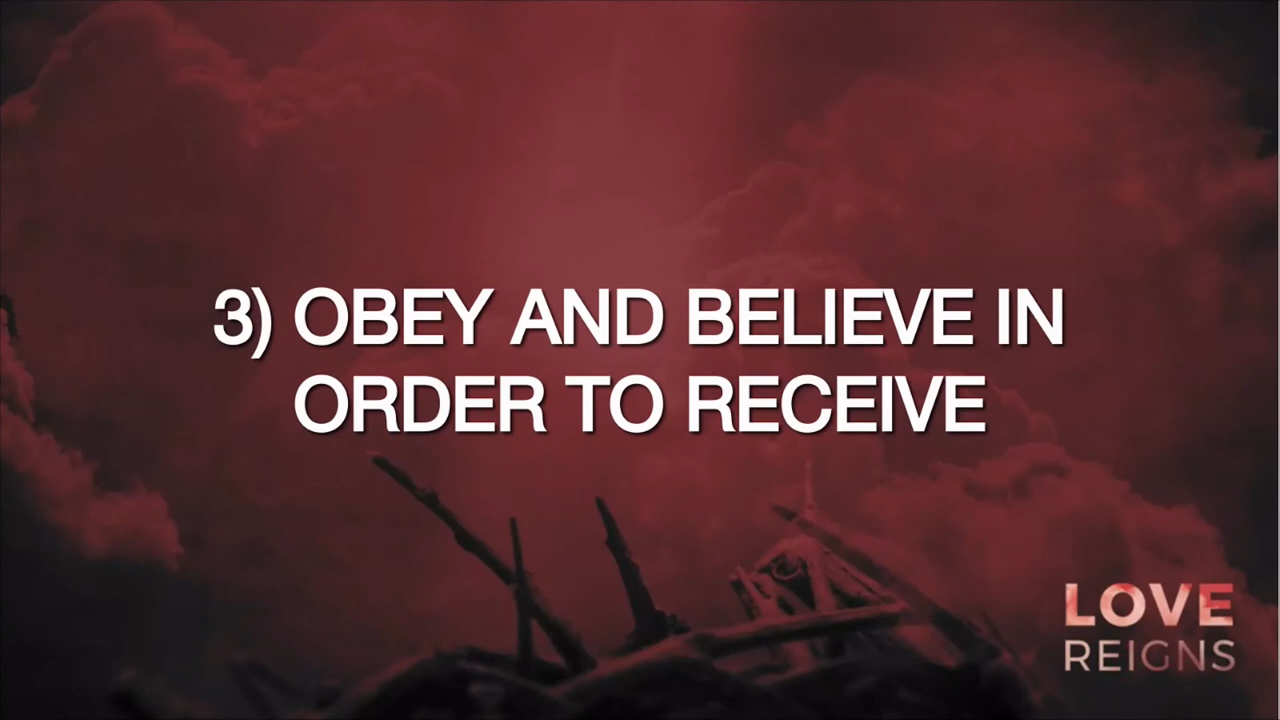 3) OBEY AND BELIEVE IN
ORDER TO RECEIVE
LOVE
REIGNS